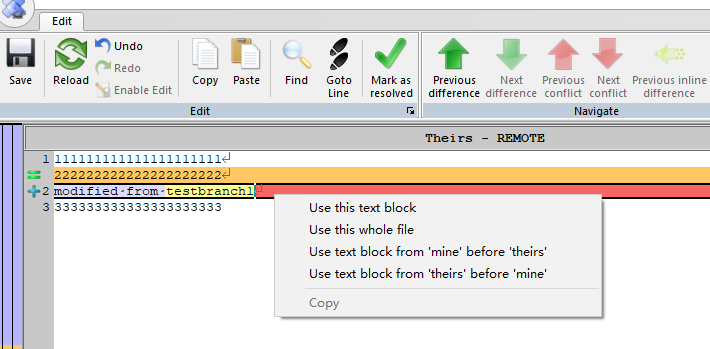 Edit
Save
Reload
Undo
Redo
Enable Edit
Copy
Paste
Find
Goto Line
Mark as resolved
Previous difference
Next difference
Previous conflict
Next conflict
Previous inline difference
Edit
Navigate
Theirs - REMOTE
1 111111111111111111111
222222222222222222222
2 modified·from·testbranch1
3 333333333333333333333
Use this text block
Use this whole file
Use text block from 'mine' before 'theirs'
Use text block from 'theirs' before 'mine'
Copy